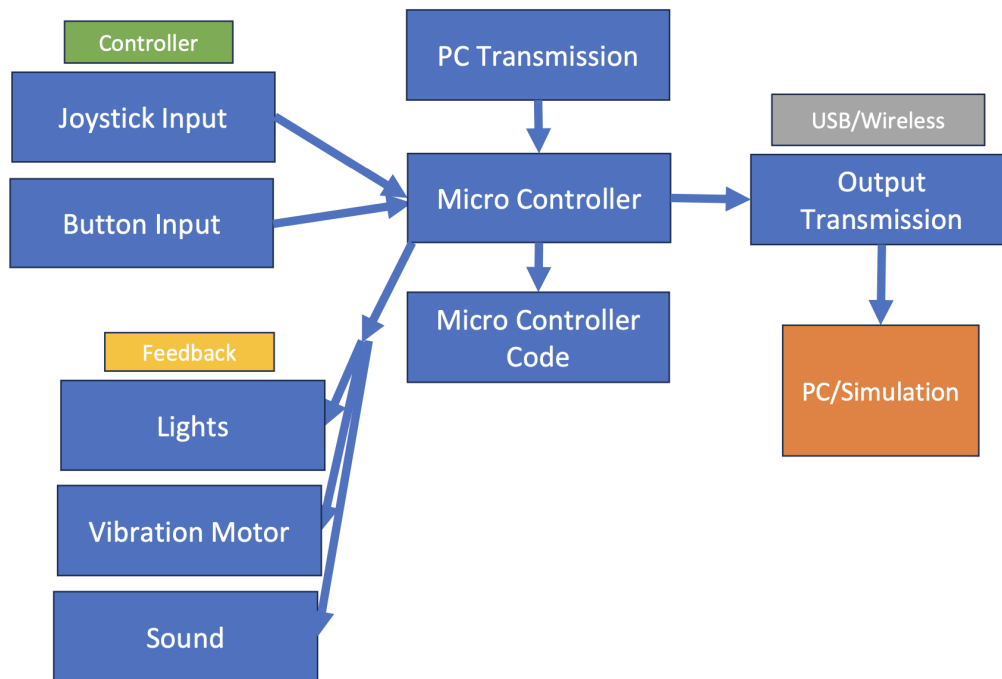 Controller
Joystick Input
Button Input
PC Transmission
Micro Controller
Micro Controller
Code
USB/Wireless
Output
Transmission
PC/Simulation
Feedback
Lights
Vibration Motor
Sound